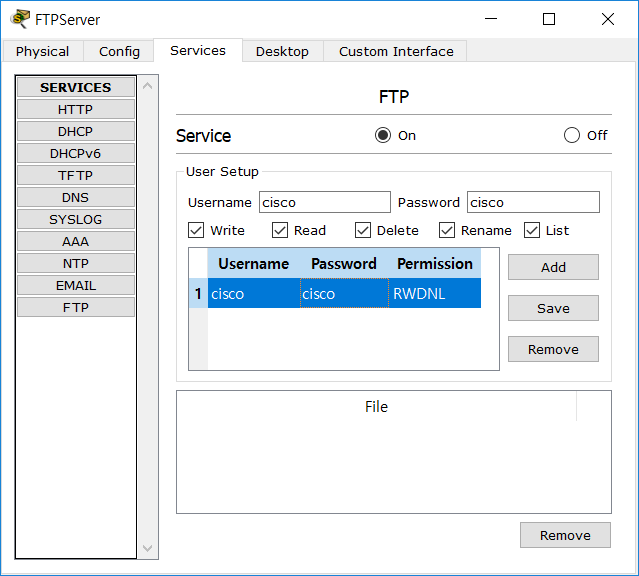 FTPServer
Physical Config Services Desktop Custom Interface
SERVICES
HTTP
DHCP
DHCPv6
TFTP
DNS
SYSLOG
AAA
NTP
EMAIL
FTP
FTP
Service On Off
User Setup
Username cisco Password cisco
Write Read Delete Rename List
Username Password Permission
1 cisco cisco RWDNL
Add
Save
Remove
File
Remove